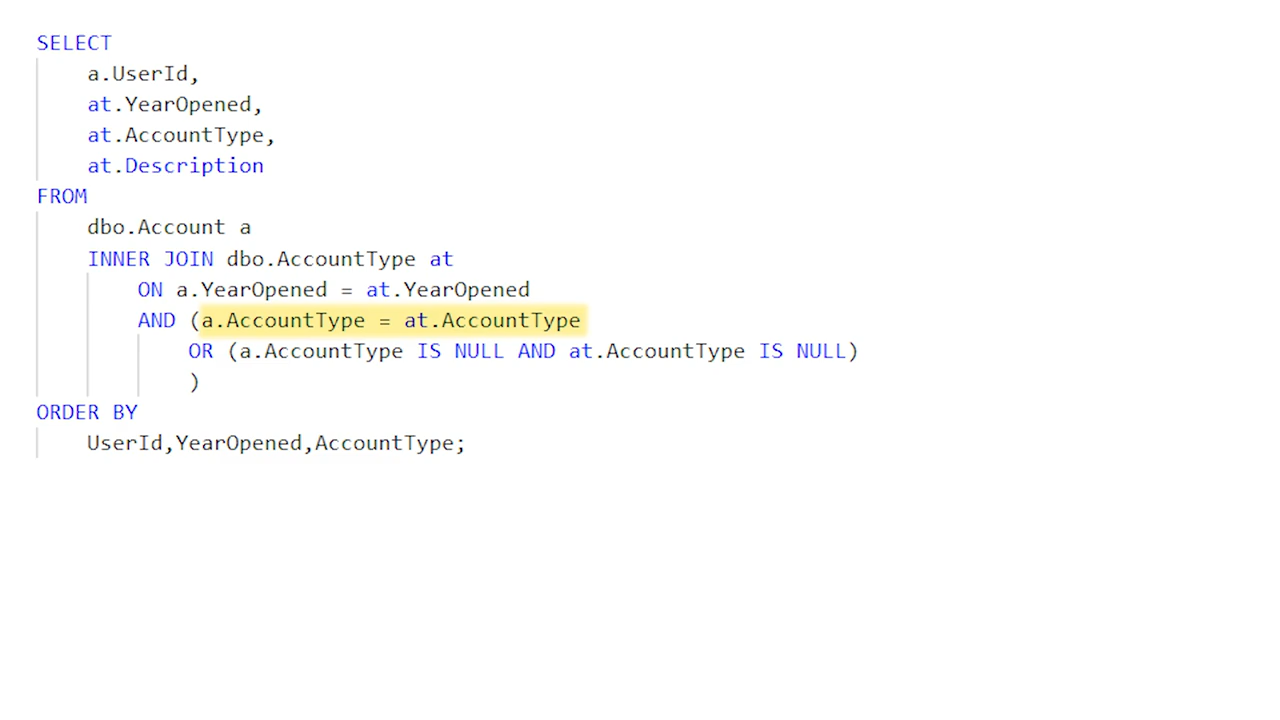 SELECT
a.UserId,
at.YearOpened,
at.AccountType,
at.Description
FROM
dbo.Account a
INNER JOIN dbo.AccountType at
ON a.YearOpened = at.YearOpened
AND (a.AccountType = at.AccountType
OR (a.AccountType IS NULL AND at.AccountType IS NULL)
)
ORDER BY
UserId,YearOpened,AccountType;